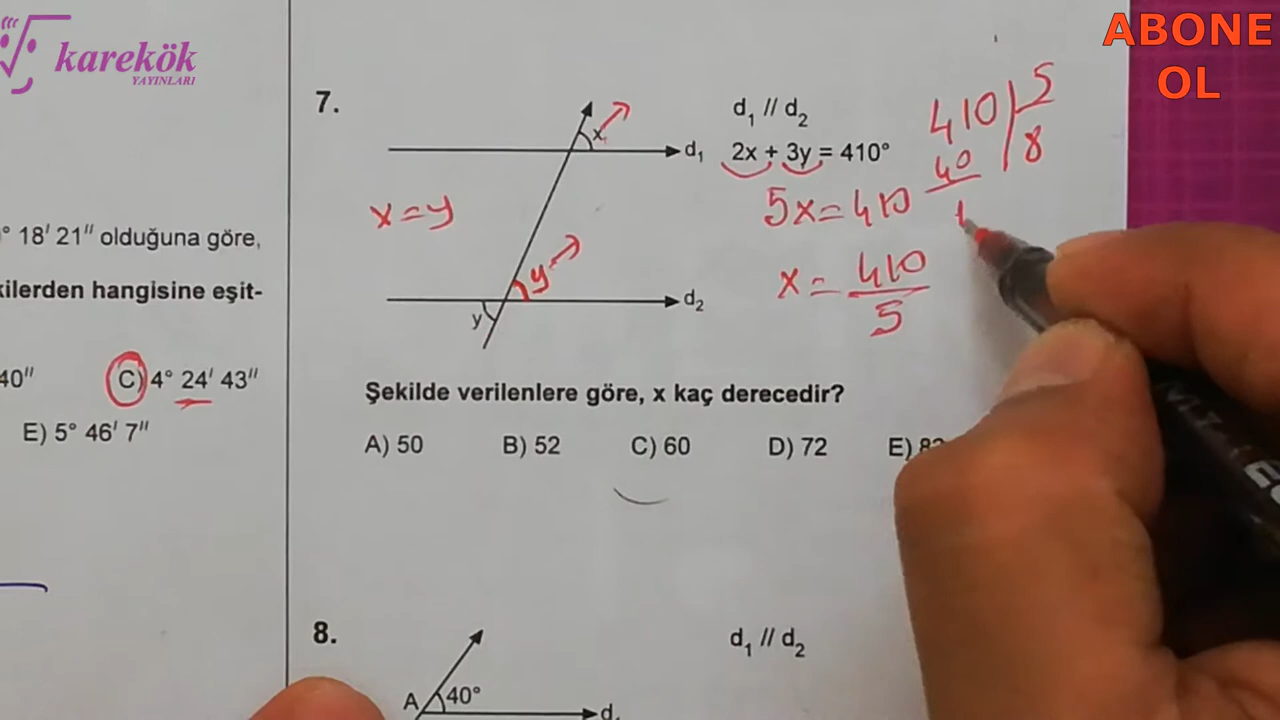 karekök
YAYINLARI
ABONE
OL
° 18' 21'' olduğuna göre,
kilerden hangisine eşit-
40''
C) 4° 24' 43''
E) 5° 46' 7''
7.
x
d₁
x = y
y
d₂
y
d₁ // d₂
2x + 3y = 410°
5x = 410
x = 410
5
410 5
40 8
1
Şekilde verilenlere göre, x kaç derecedir?
A) 50 B) 52 C) 60 D) 72 E)
8.
d₁ // d₂
A 40°